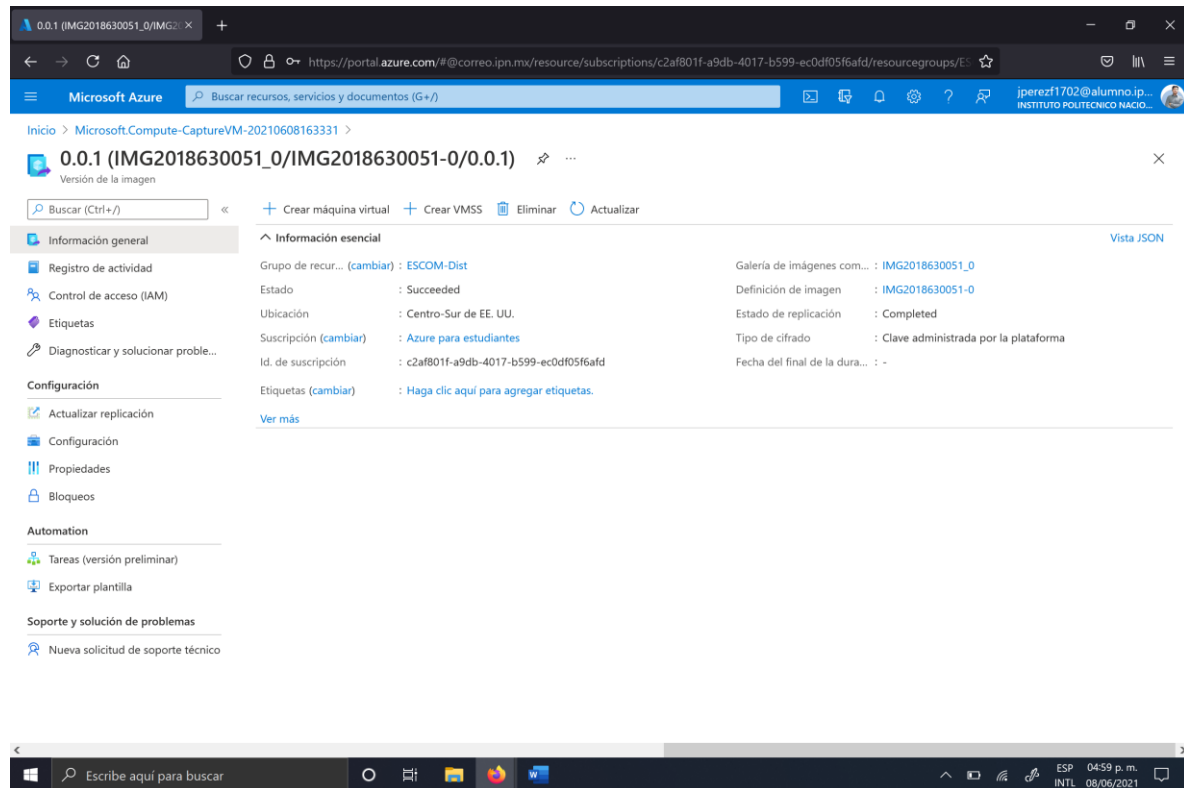 0.0.1 (IMG2018630051_0/IMG20
https://portal.azure.com/#@correo.ipn.mx/resource/subscriptions/c2af801f-a9db-4017-b599-ec0df05f6afd/resourcegroups/ES
Microsoft Azure
Buscar recursos, servicios y documentos (G+/)
jperezf1702@alumno.ip...
INSTITUTO POLITECNICO NACIO...
Inicio > Microsoft.Compute-CaptureVM-20210608163331 >
0.0.1 (IMG2018630051_0/IMG2018630051-0/0.0.1) ...
Versión de la imagen
Buscar (Ctrl+/) «
Crear máquina virtual Crear VMSS Eliminar Actualizar
Información general
Registro de actividad
Control de acceso (IAM)
Etiquetas
Diagnosticar y solucionar proble...
Configuración
Actualizar replicación
Configuración
Propiedades
Bloqueos
Automation
Tareas (versión preliminar)
Exportar plantilla
Soporte y solución de problemas
Nueva solicitud de soporte técnico
Información esencial
Vista JSON
Grupo de recur... (cambiar) : ESCOM-Dist
Estado : Succeeded
Ubicación : Centro-Sur de EE. UU.
Suscripción (cambiar) : Azure para estudiantes
Id. de suscripción : c2af801f-a9db-4017-b599-ec0df05f6afd
Etiquetas (cambiar) : Haga clic aquí para agregar etiquetas.
Ver más
Galería de imágenes com... : IMG2018630051_0
Definición de imagen : IMG2018630051-0
Estado de replicación : Completed
Tipo de cifrado : Clave administrada por la plataforma
Fecha del final de la dura... : -
Escribe aquí para buscar
ESP 04:59 p. m.
INTL 08/06/2021